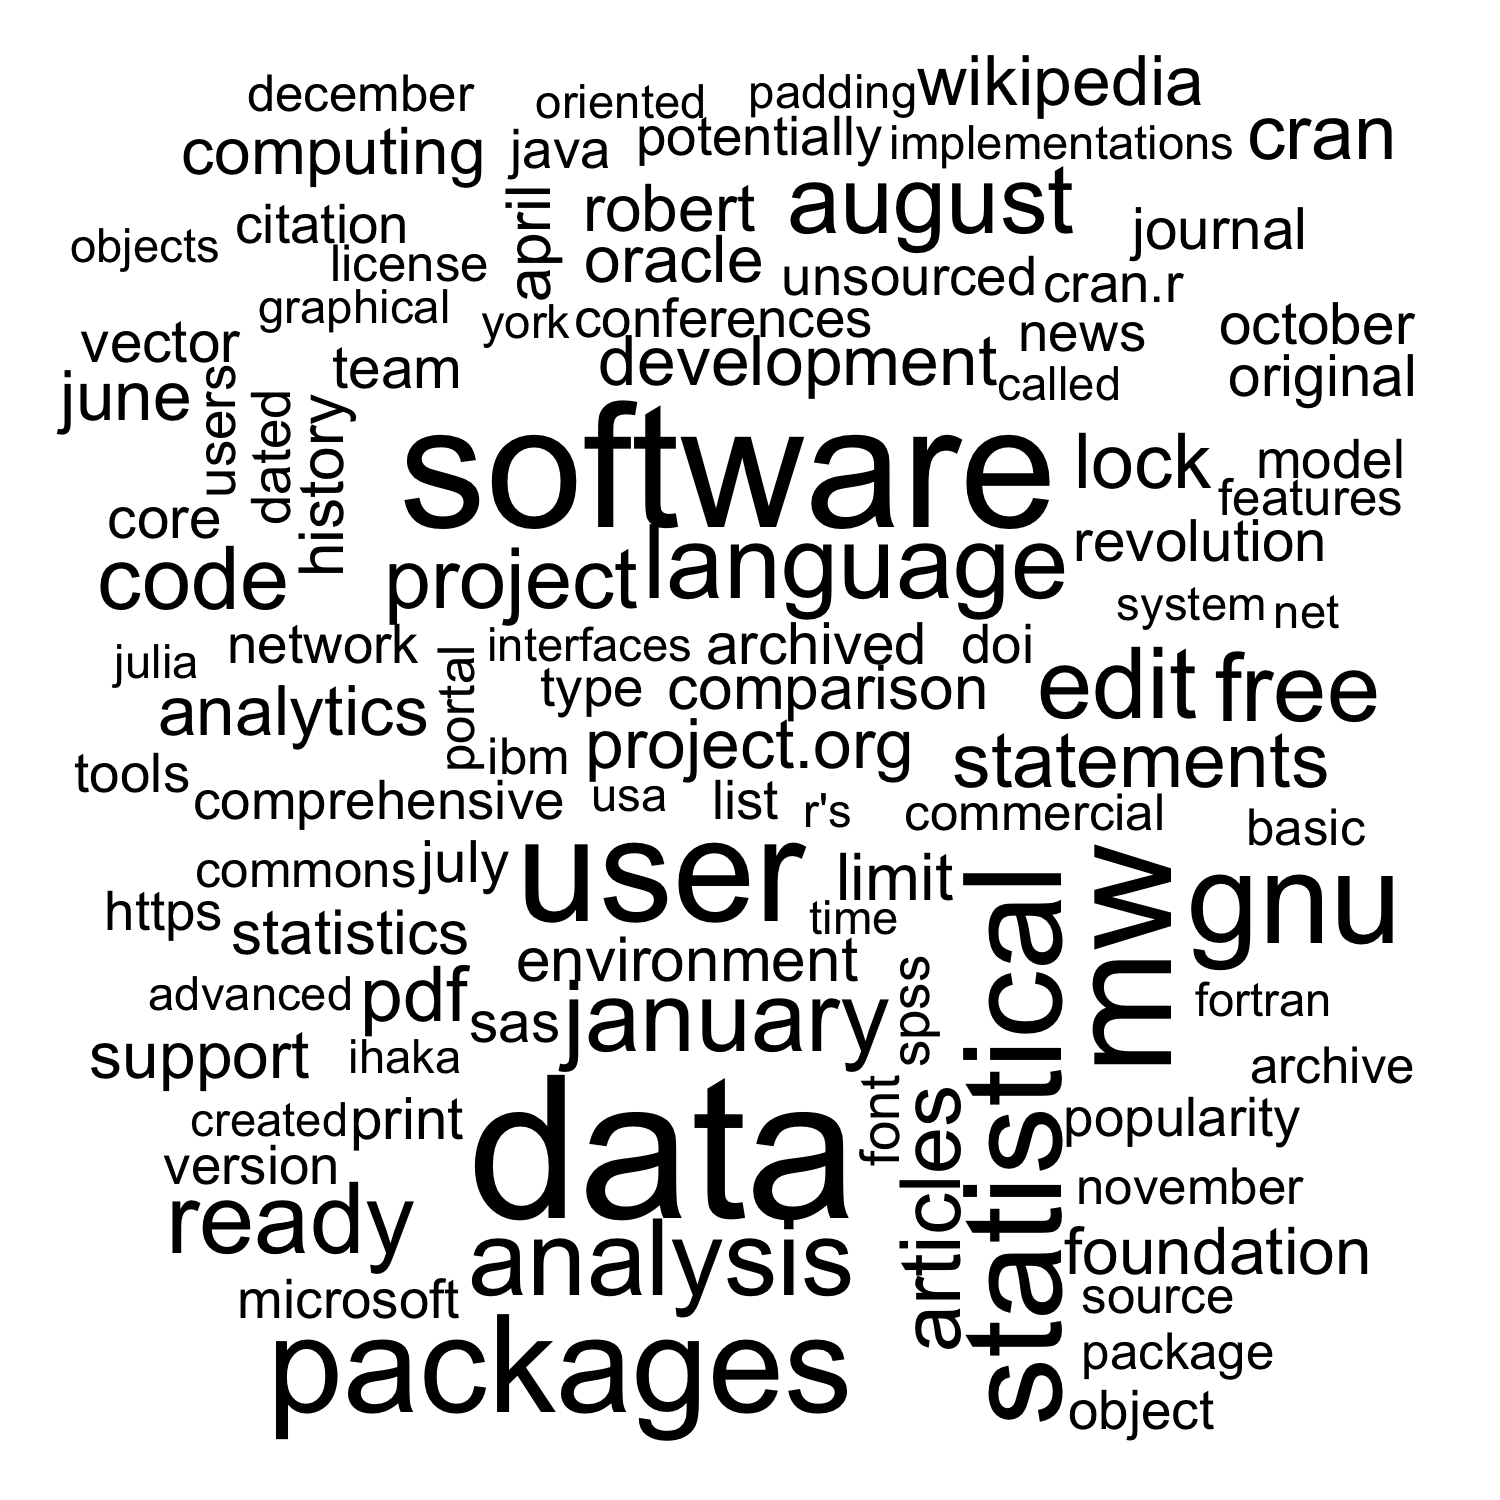 december oriented padding wikipedia
computing java potentially implementations cran
april robert august
objects citation journal
license oracle unsourced cran.r
graphical york conferences news october
vector team development called original
june users dated history
software lock model
features
core revolution
code project language
system net
julia network portal interfaces archived doi
analytics type comparison edit free
tools ibm project.org statements
comprehensive usa list r's commercial basic
commons july user limit mw gnu
https statistics time statistical
environment
advanced pdf sas january spss fortran
support ihaka archive
created print data font articles popularity
version november
ready analysis foundation
microsoft source
packages package
object